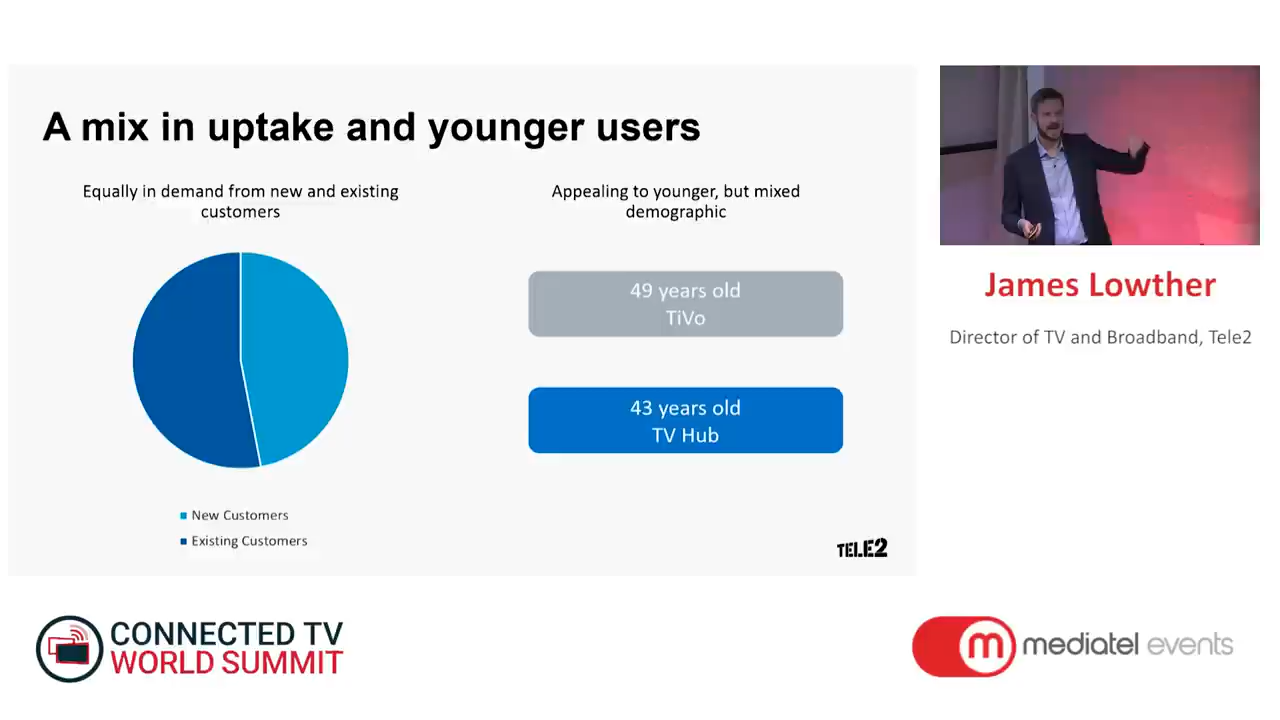 A mix in uptake and younger users
Equally in demand from new and existing
customers
New Customers
Existing Customers
Appealing to younger, but mixed
demographic
49 years old
TiVo
43 years old
TV Hub
TELE2
James Lowther
Director of TV and Broadband, Tele2
CONNECTED TV
WORLD SUMMIT
m mediatel events